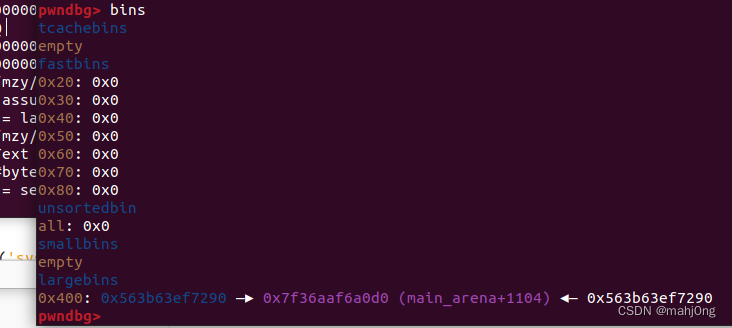 pwndbg> bins
00000
tcachebins
empty
00000
fastbins
00000
0x20: 0x0
mzy/
0x30: 0x0
assu
0x40: 0x0
= la
0x50: 0x0
mzy/
0x60: 0x0
ext
0x70: 0x0
#byte
0x80: 0x0
= se
unsortedbin
all: 0x0
smallbins
empty
largebins
0x400: 0x563b63ef7290 —▸ 0x7f36aaf6a0d0 (main_arena+1104) ◂— 0x563b63ef7290
pwndbg>
CSDN @mahj0ng